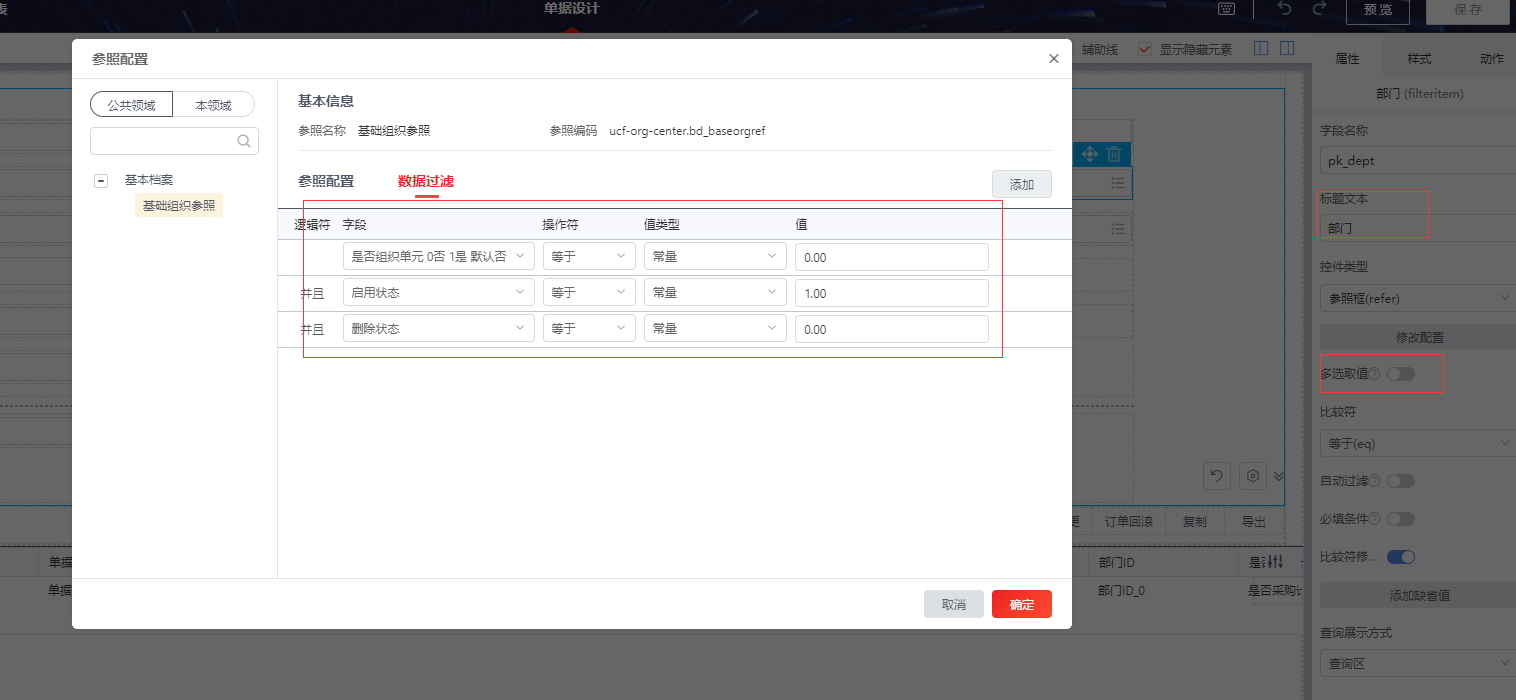 表
单据设计
预 览
保 存
参照配置
辅助线
显示隐藏元素
属性
样式
动作
公共领域
本领域
基本信息
部门 (filteritem)
参照名称
基础组织参照
参照编码
ucf-org-center.bd_baseorgref
字段名称
pk_dept
基本档案
参照配置
数据过滤
添加
基础组织参照
标题文本
逻辑符
字段
操作符
值类型
值
部门
是否组织单元 0否 1是 默认否
等于
常量
0.00
控件类型
并且
启用状态
等于
常量
1.00
参照框(refer)
并且
删除状态
等于
常量
0.00
修改配置
多选取值
比较符
等于(eq)
自动过滤
更
订单回滚
复制
导出
必填条件
单据
部门ID
是
比较符修...
单据
部门ID_0
是否采购
添加缺省值
取消
确定
查询展示方式
查询区